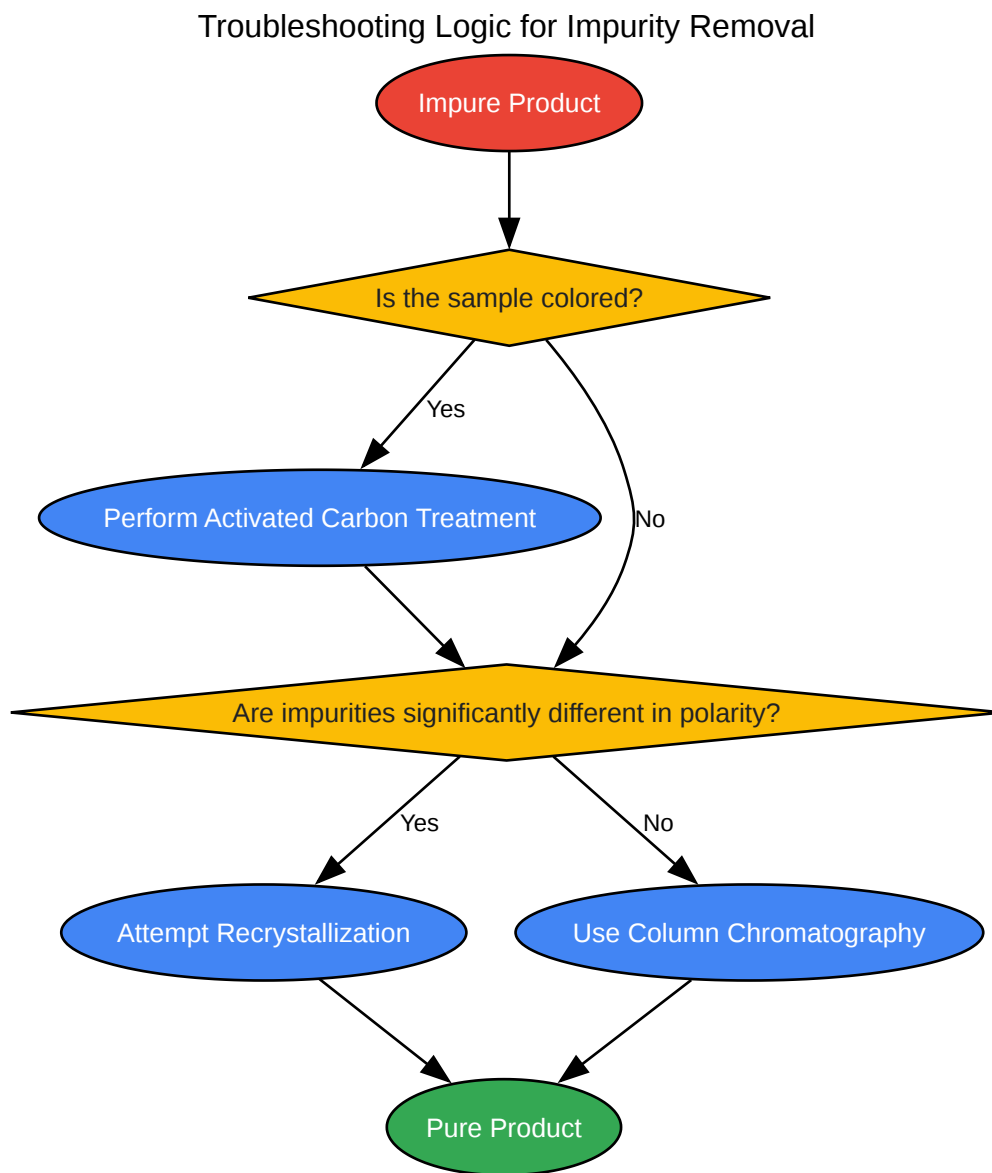 Troubleshooting Logic for Impurity Removal
Impure Product
Is the sample colored?
Yes
Perform Activated Carbon Treatment
No
Are impurities significantly different in polarity?
Yes
No
Attempt Recrystallization
Use Column Chromatography
Pure Product